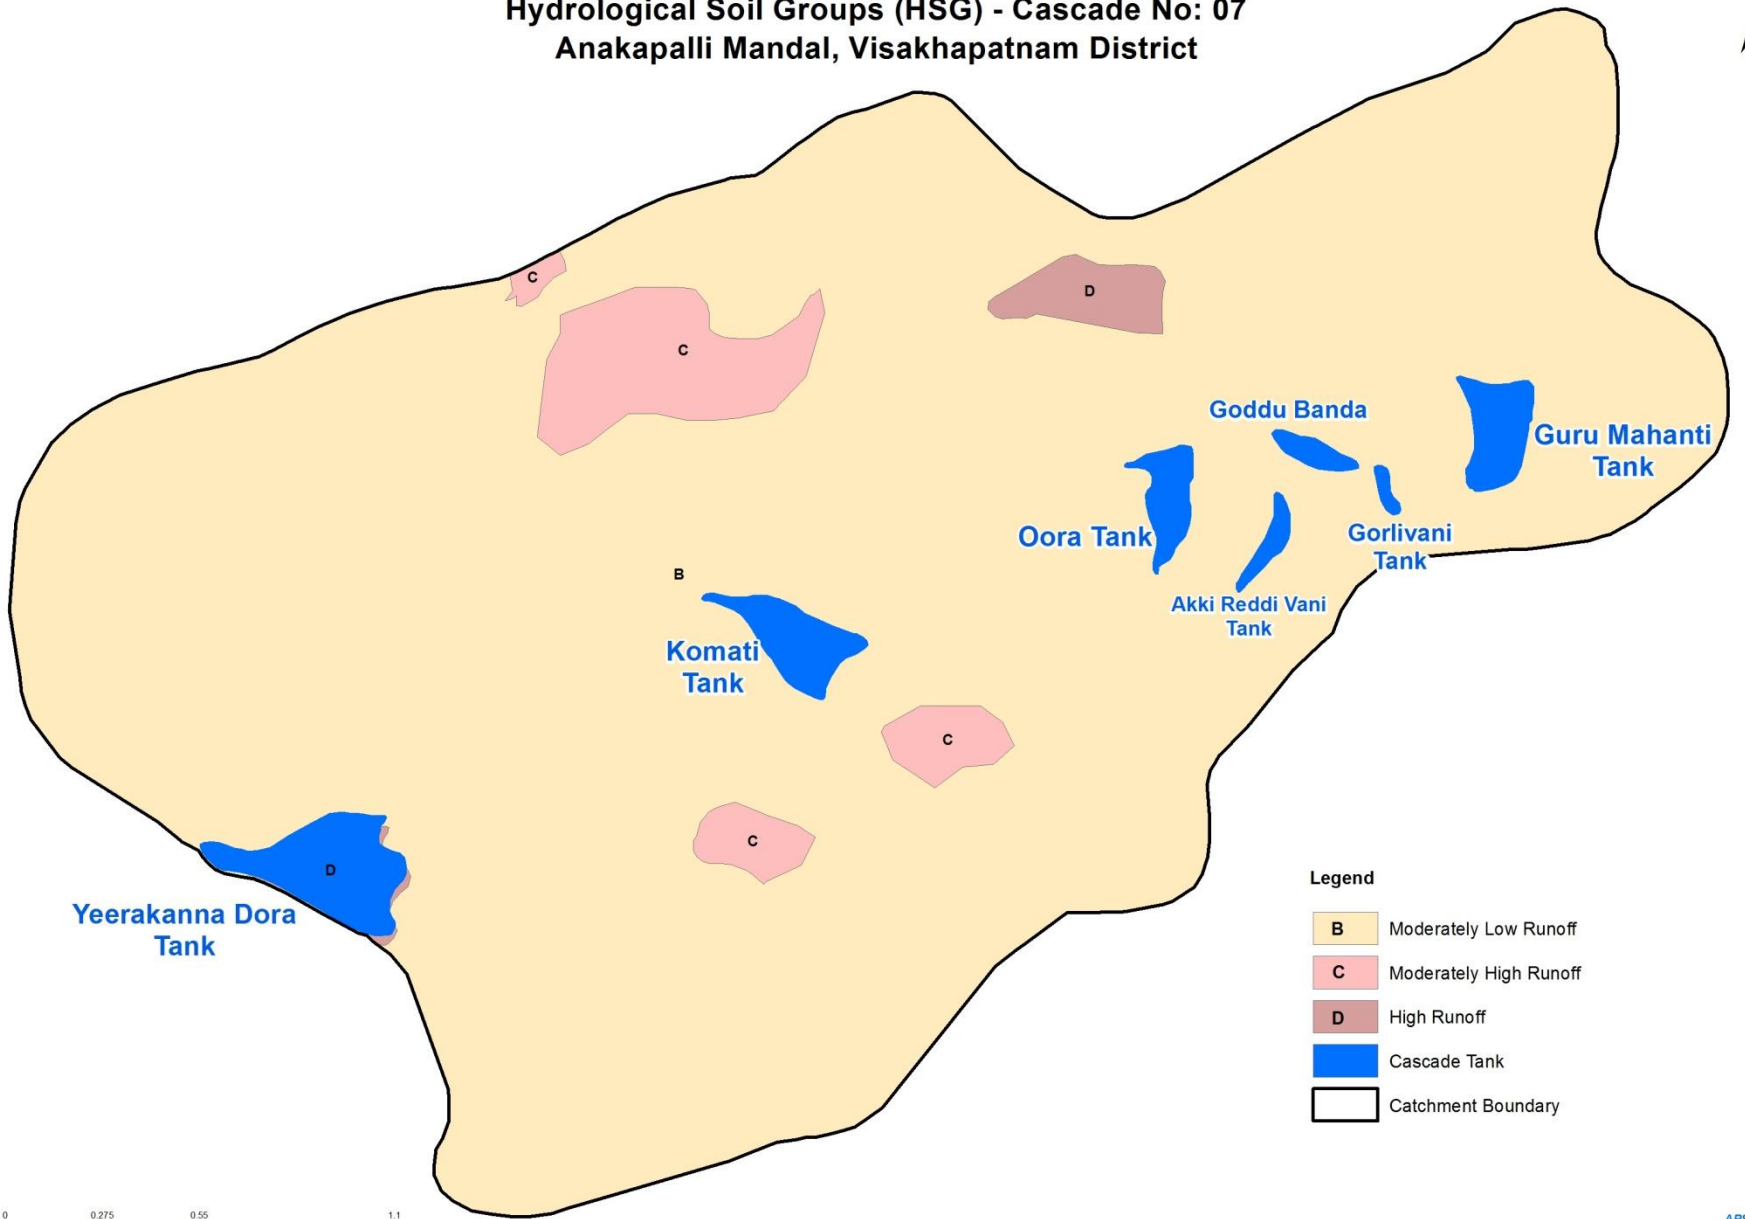 Hydrological Soil Groups (HSG) - Cascade No: 07
Anakapalli Mandal, Visakhapatnam District
C
C
D
Goddu Banda
Guru Mahanti
Tank
Oora Tank
Gorlivani
Tank
B
Akki Reddi Vani
Tank
Komati
Tank
C
C
D
Yeerakanna Dora
Tank
Legend
B Moderately Low Runoff
C Moderately High Runoff
D High Runoff
Cascade Tank
Catchment Boundary
0 0.275 0.55 1.1